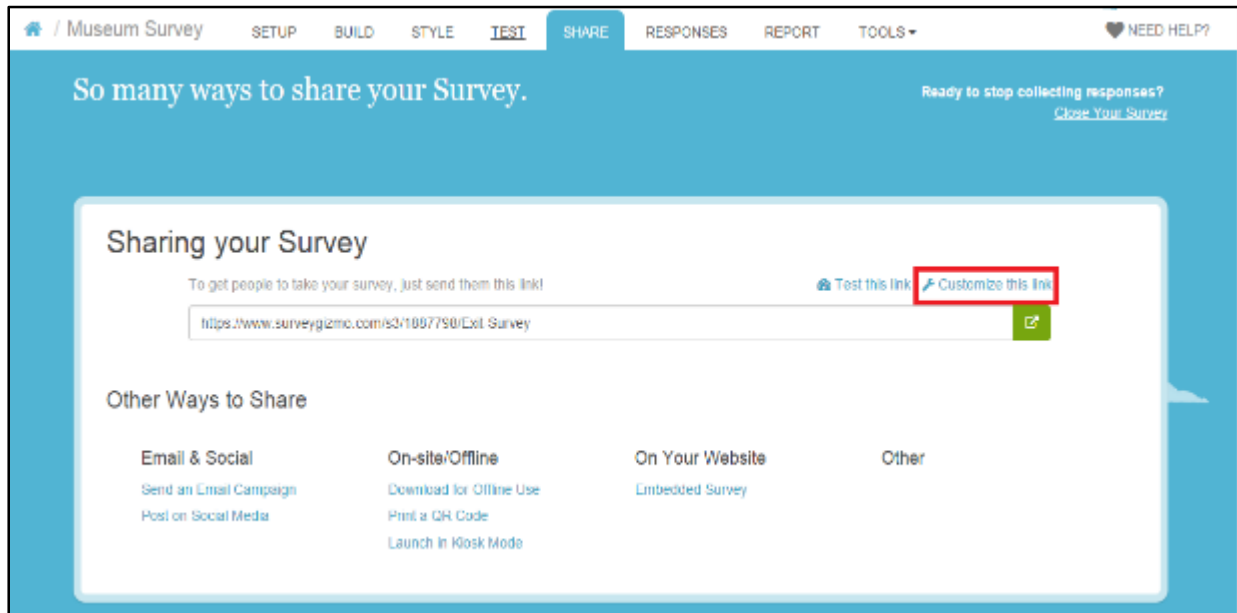 / Museum Survey SETUP BUILD STYLE TEST SHARE RESPONSES REPORT TOOLS NEED HELP?
So many ways to share your Survey.
Ready to stop collecting responses?
Close Your Survey
Sharing your Survey
To get people to take your survey, just send them this link!
Test this link
Customize this link
https://www.surveygizmo.com/s3/1887798/Exit Survey
Other Ways to Share
Email & Social
Send an Email Campaign
Post on Social Media
On-site/Offline
Download for Offline Use
Print a QR Code
Launch in Kiosk Mode
On Your Website
Embedded Survey
Other